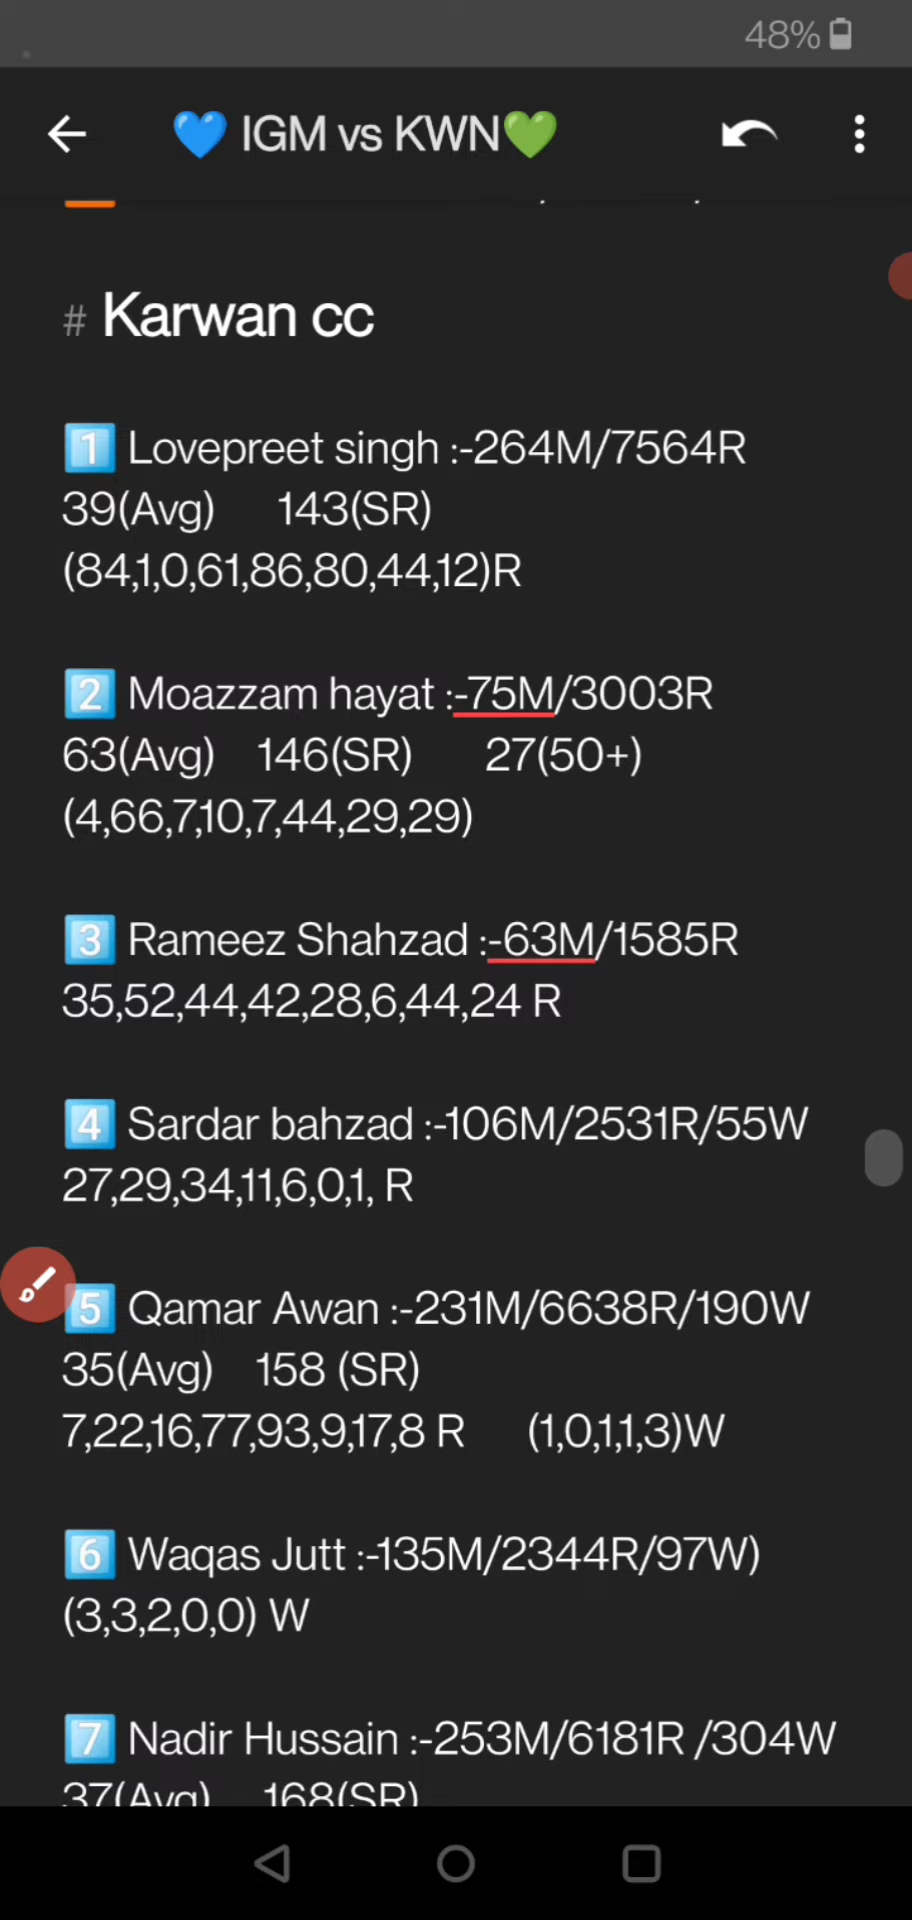 48%
💙 IGM vs KWN💚
# Karwan cc
1️⃣ Lovepreet singh :-264M/7564R
39(Avg) 143(SR)
(84,1,0,61,86,80,44,12)R
2️⃣ Moazzam hayat :-75M/3003R
63(Avg) 146(SR) 27(50+)
(4,66,7,10,7,44,29,29)
3️⃣ Rameez Shahzad :-63M/1585R
35,52,44,42,28,6,44,24 R
4️⃣ Sardar bahzad :-106M/2531R/55W
27,29,34,11,6,0,1, R
5️⃣ Qamar Awan :-231M/6638R/190W
35(Avg) 158 (SR)
7,22,16,77,93,9,17,8 R (1,0,1,1,3)W
6️⃣ Waqas Jutt :-135M/2344R/97W)
(3,3,2,0,0) W
7️⃣ Nadir Hussain :-253M/6181R /304W
37(Avg) 168(SR)